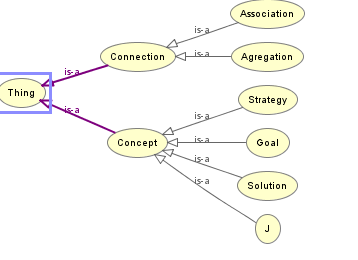 Association
is-a
Connection
is-a
Agregation
is-a
Thing
is-a
Strategy
is-a
Concept
is-a
Goal
is-a
Solution
is-a
J